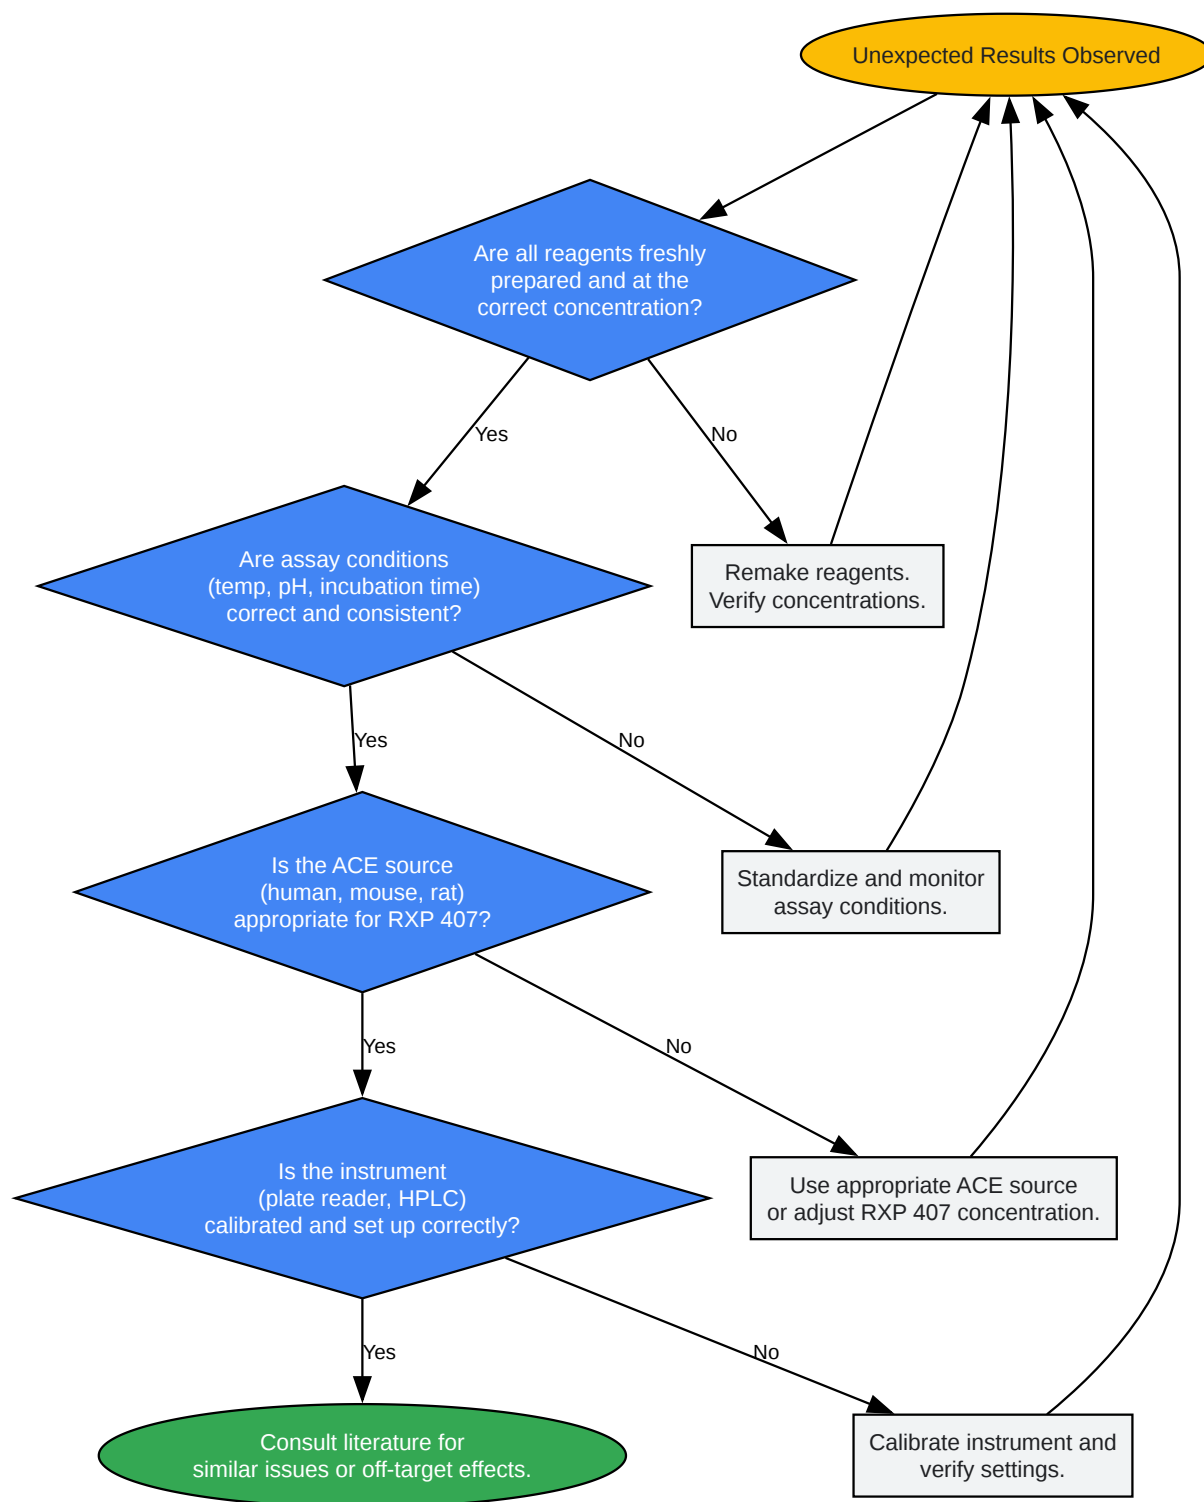 Unexpected Results Observed
Are all reagents freshly
prepared and at the
correct concentration?
Yes
No
Are assay conditions
(temp, pH, incubation time)
correct and consistent?
Remake reagents.
Verify concentrations.
Yes
No
Is the ACE source
(human, mouse, rat)
appropriate for RXP 407?
Standardize and monitor
assay conditions.
Yes
No
Is the instrument
(plate reader, HPLC)
calibrated and set up correctly?
Use appropriate ACE source
or adjust RXP 407 concentration.
Yes
No
Consult literature for
similar issues or off-target effects.
Calibrate instrument and
verify settings.